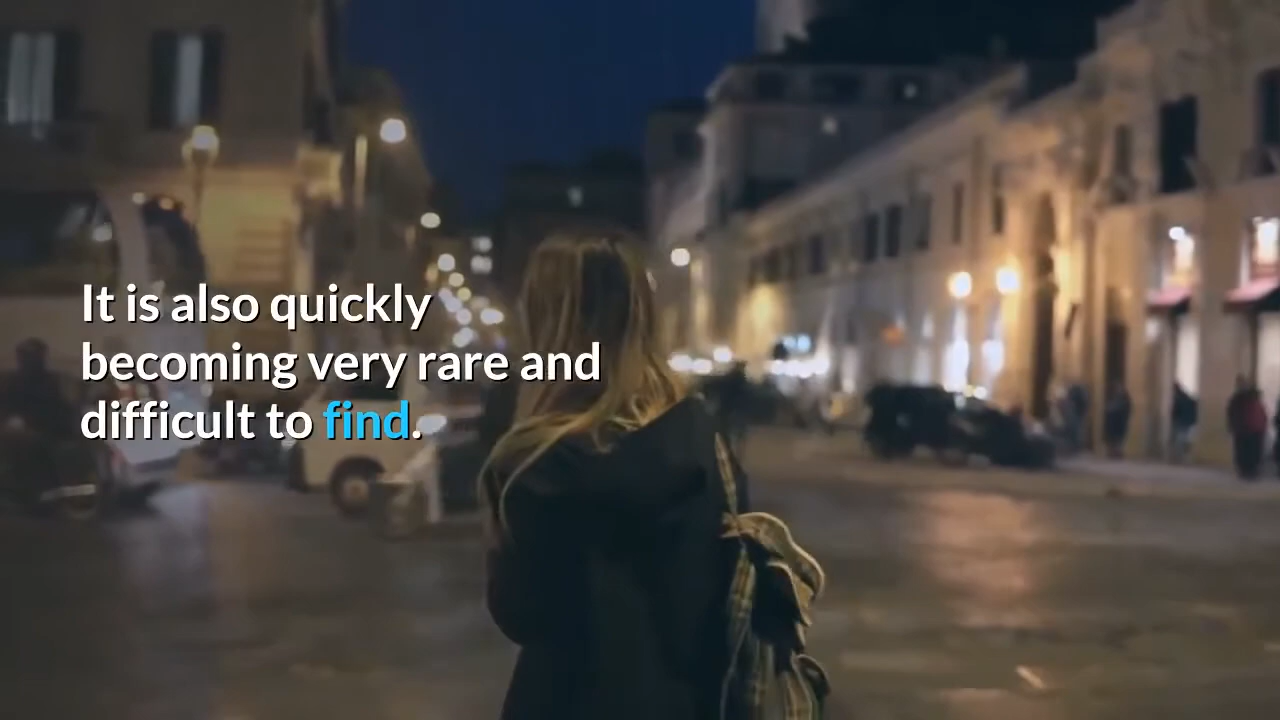 It is also quickly
becoming very rare and
difficult to find.